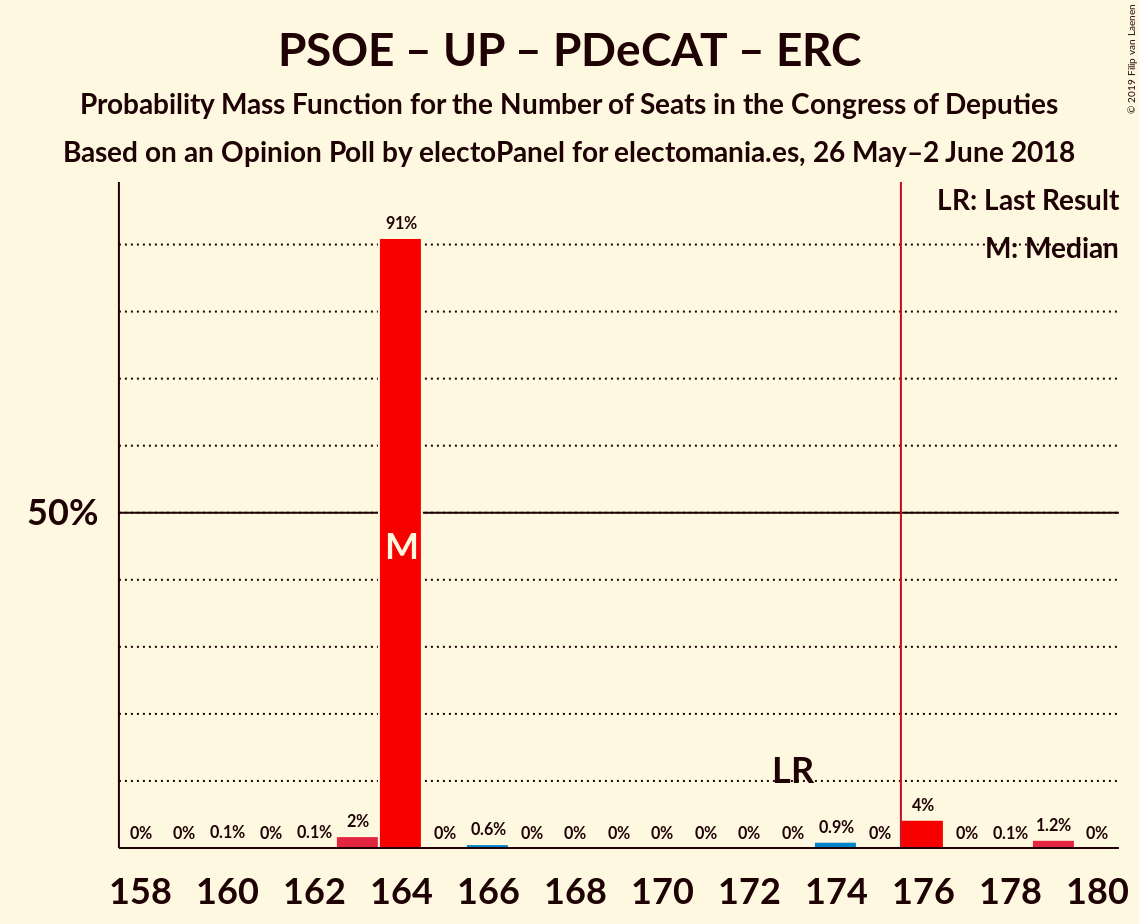 PSOE – UP – PDeCAT – ERC
Probability Mass Function for the Number of Seats in the Congress of Deputies
Based on an Opinion Poll by electoPanel for electomania.es, 26 May–2 June 2018
© 2019 Filip van Laenen
LR: Last Result
M: Median
50%
0% 0% 0.1% 0% 0.1% 2% 91% 0% 0.6% 0% 0% 0% 0% 0% 0% 0% 0.9% 0% 4% 0% 0.1% 1.2% 0%
M
LR
158 160 162 164 166 168 170 172 174 176 178 180